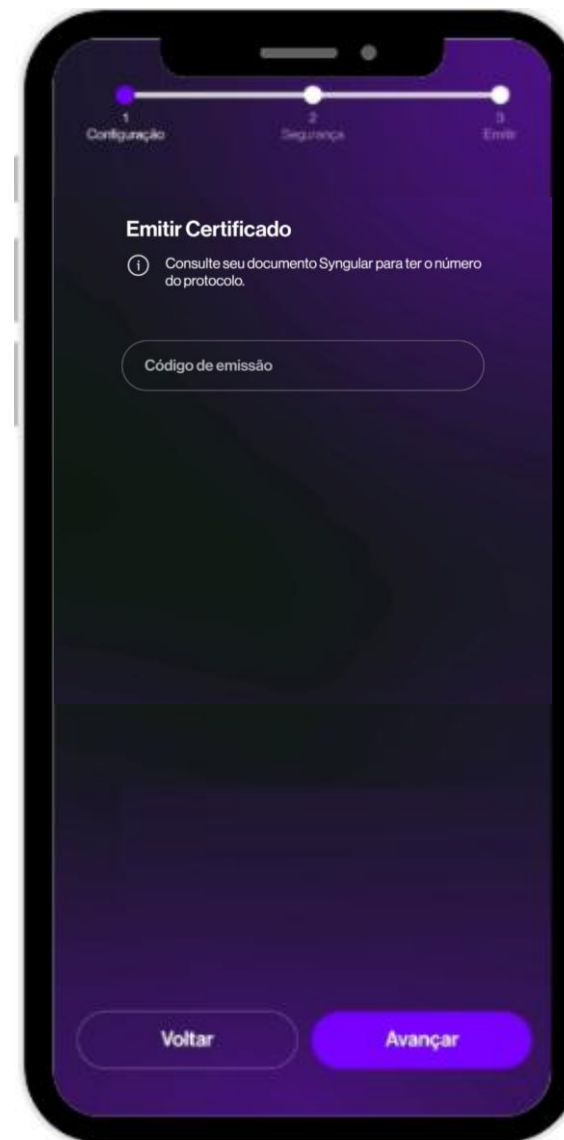 1
2
3
Configuração
Segurança
Emitir
Emitir Certificado
Consulte seu documento Syngular para ter o número
do protocolo.
Código de emissão
Voltar
Avançar